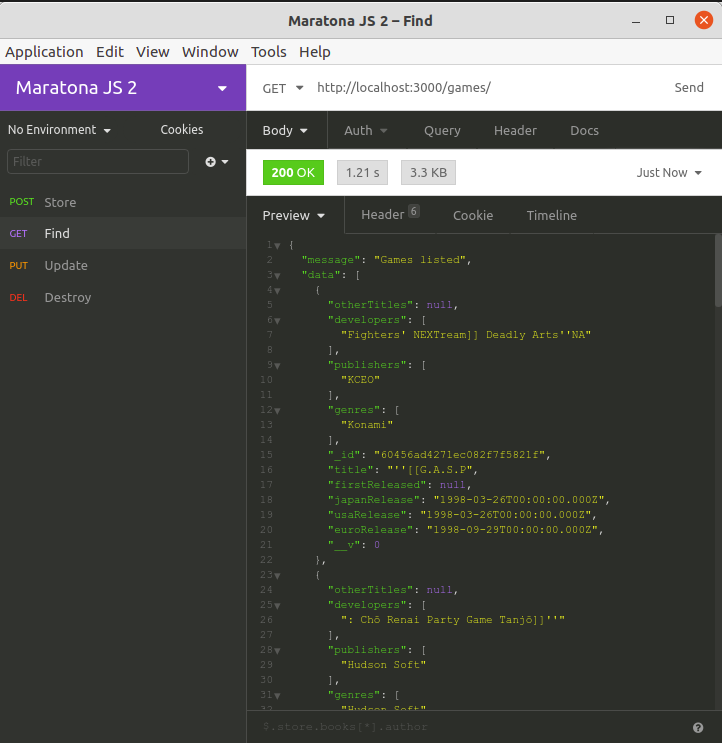 Maratona JS 2 – Find
Application Edit View Window Tools Help
Maratona JS 2
GET http://localhost:3000/games/ Send
No Environment Cookies
Body Auth Query Header Docs
Filter
200 OK 1.21 s 3.3 KB Just Now
POST Store
GET Find
PUT Update
DEL Destroy
Preview Header 6 Cookie Timeline
1 {
2 "message": "Games listed",
3 "data": [
4 {
5 "otherTitles": null,
6 "developers": [
7 "Fighters' NEXTream]] Deadly Arts''NA"
8 ],
9 "publishers": [
10 "KCEO"
11 ],
12 "genres": [
13 "Konami"
14 ],
15 "_id": "60456ad4271ec082f7f5821f",
16 "title": "''[[G.A.S.P",
17 "firstReleased": null,
18 "japanRelease": "1998-03-26T00:00:00.000Z",
19 "usaRelease": "1998-03-26T00:00:00.000Z",
20 "euroRelease": "1998-09-29T00:00:00.000Z",
21 "__v": 0
22 },
23 {
24 "otherTitles": null,
25 "developers": [
26 ": Chō Renai Party Game Tanjō]]''"
27 ],
28 "publishers": [
29 "Hudson Soft"
30 ],
31 "genres": [
32 "Hudson Soft"
$.store.books[*].author